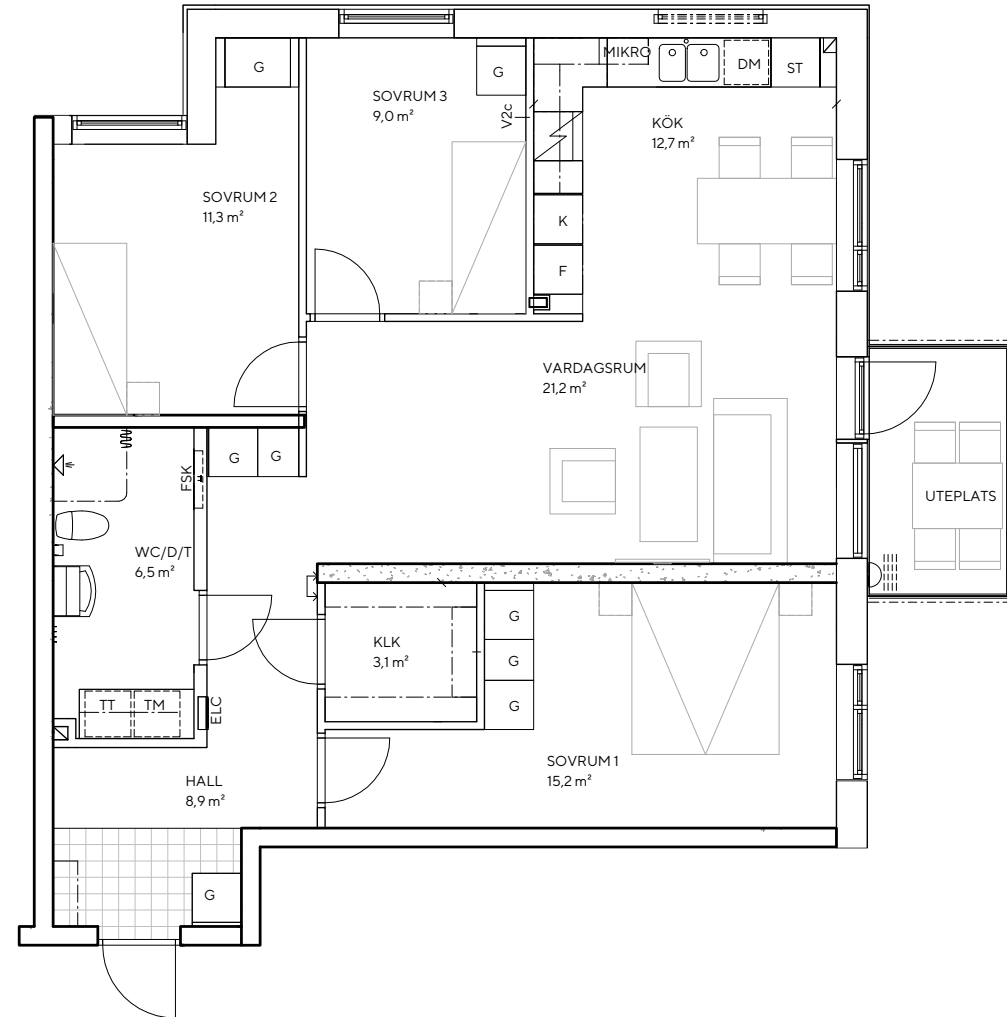 G
SOVRUM 3
9,0 m²
G
MIKRO
DM
ST
V2c
KÖK
12,7 m²
SOVRUM 2
11,3 m²
K
F
VARDAGSRUM
21,2 m²
G
G
FSK
UTEPLATS
WC/D/T
6,5 m²
KLK
3,1 m²
G
G
G
TT
TM
ELC
SOVRUM 1
15,2 m²
HALL
8,9 m²
G